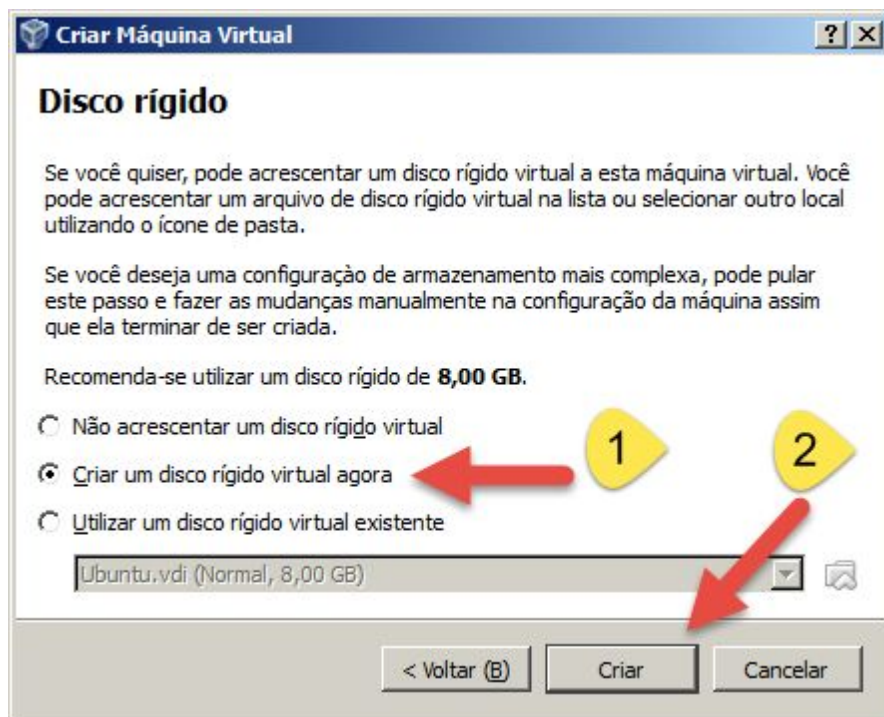 Criar Máquina Virtual
Disco rígido
Se você quiser, pode acrescentar um disco rígido virtual a esta máquina virtual. Você
pode acrescentar um arquivo de disco rígido virtual na lista ou selecionar outro local
utilizando o ícone de pasta.
Se você deseja uma configuraçào de armazenamento mais complexa, pode pular
este passo e fazer as mudanças manualmente na configuração da máquina assim
que ela terminar de ser criada.
Recomenda-se utilizar um disco rígido de 8,00 GB.
Não acrescentar um disco rígido virtual
Criar um disco rígido virtual agora
1
2
Utilizar um disco rígido virtual existente
Ubuntu.vdi (Normal, 8,00 GB)
< Voltar (B)
Criar
Cancelar